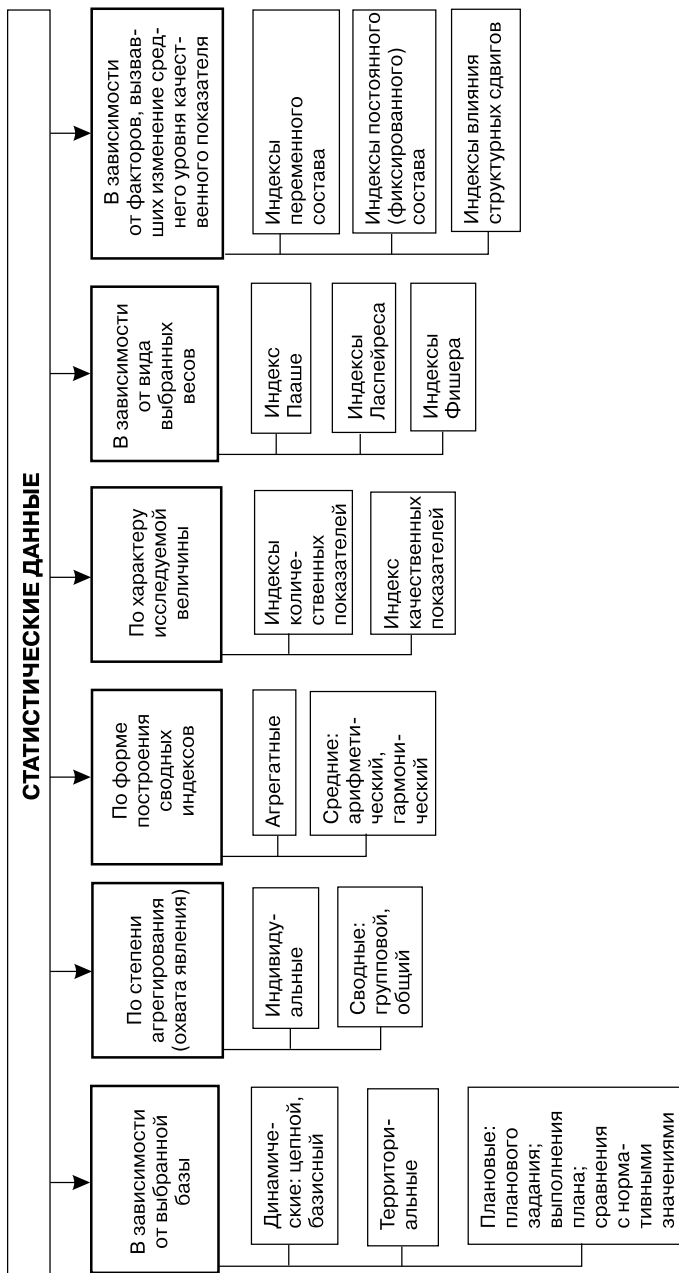 СТАТИСТИЧЕСКИЕ ДАННЫЕ
В зависимости
от выбранной
базы
Динамиче-
ские: цепной,
базисный
Территори-
альные
Плановые:
планового
задания;
выполнения
плана;
сравнения
с норма-
тивными
значениями
По степени
агрегирования
(охвата явления)
Индивиду-
альные
Сводные:
групповой,
общий
По форме
построения
сводных
индексов
Агрегатные
Средние:
арифмети-
ческий,
гармони-
ческий
По характеру
исследуемой
величины
Индексы
количе-
ственных
показателей
Индекс
качественных
показателей
В зависимости
от вида
выбранных
весов
Индекс
Пааше
Индексы
Ласпейреса
Индексы
Фишера
В зависимости
от факторов, вызвав-
ших изменение сред-
него уровня качест-
венного показателя
Индексы
переменного
состава
Индексы постоянного
(фиксированного)
состава
Индексы влияния
структурных сдвигов